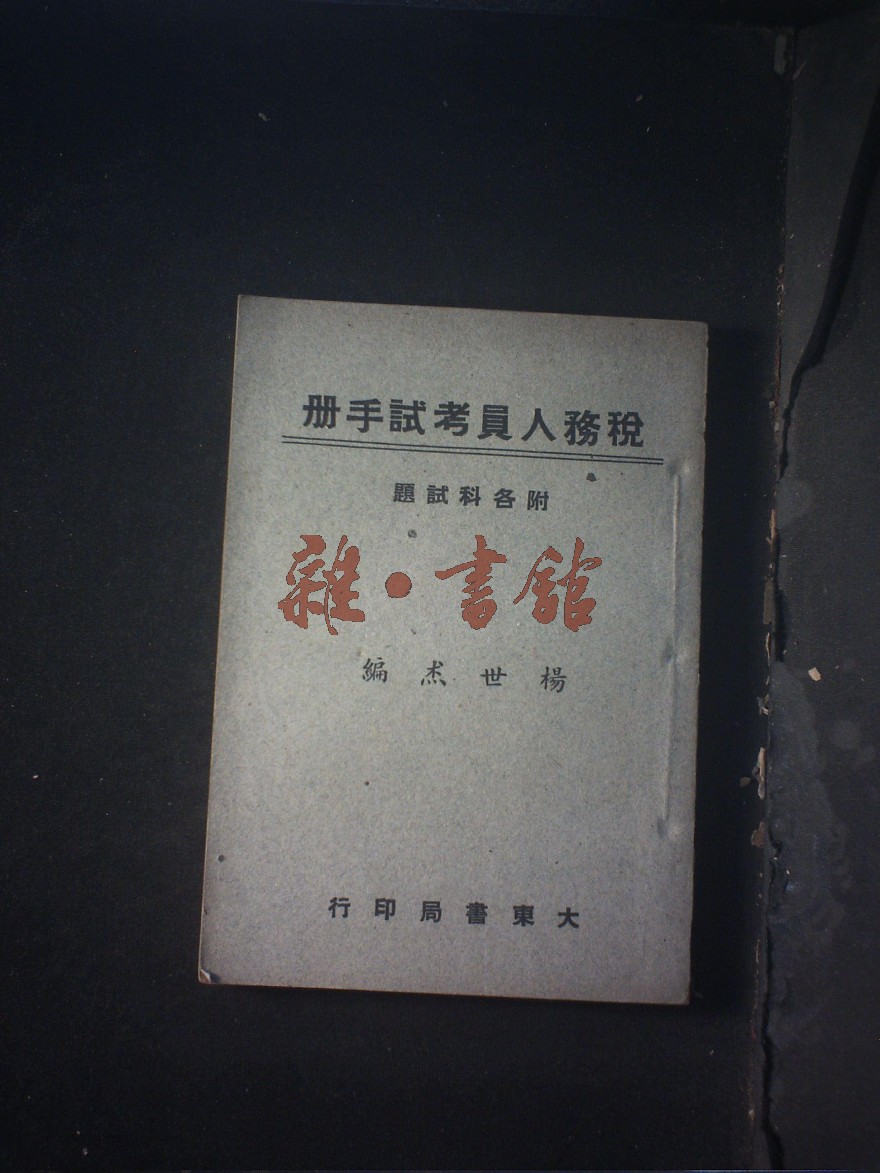 稅務人員考試手册
附各科試題
雜·書館
楊世杰編
大東書局印行